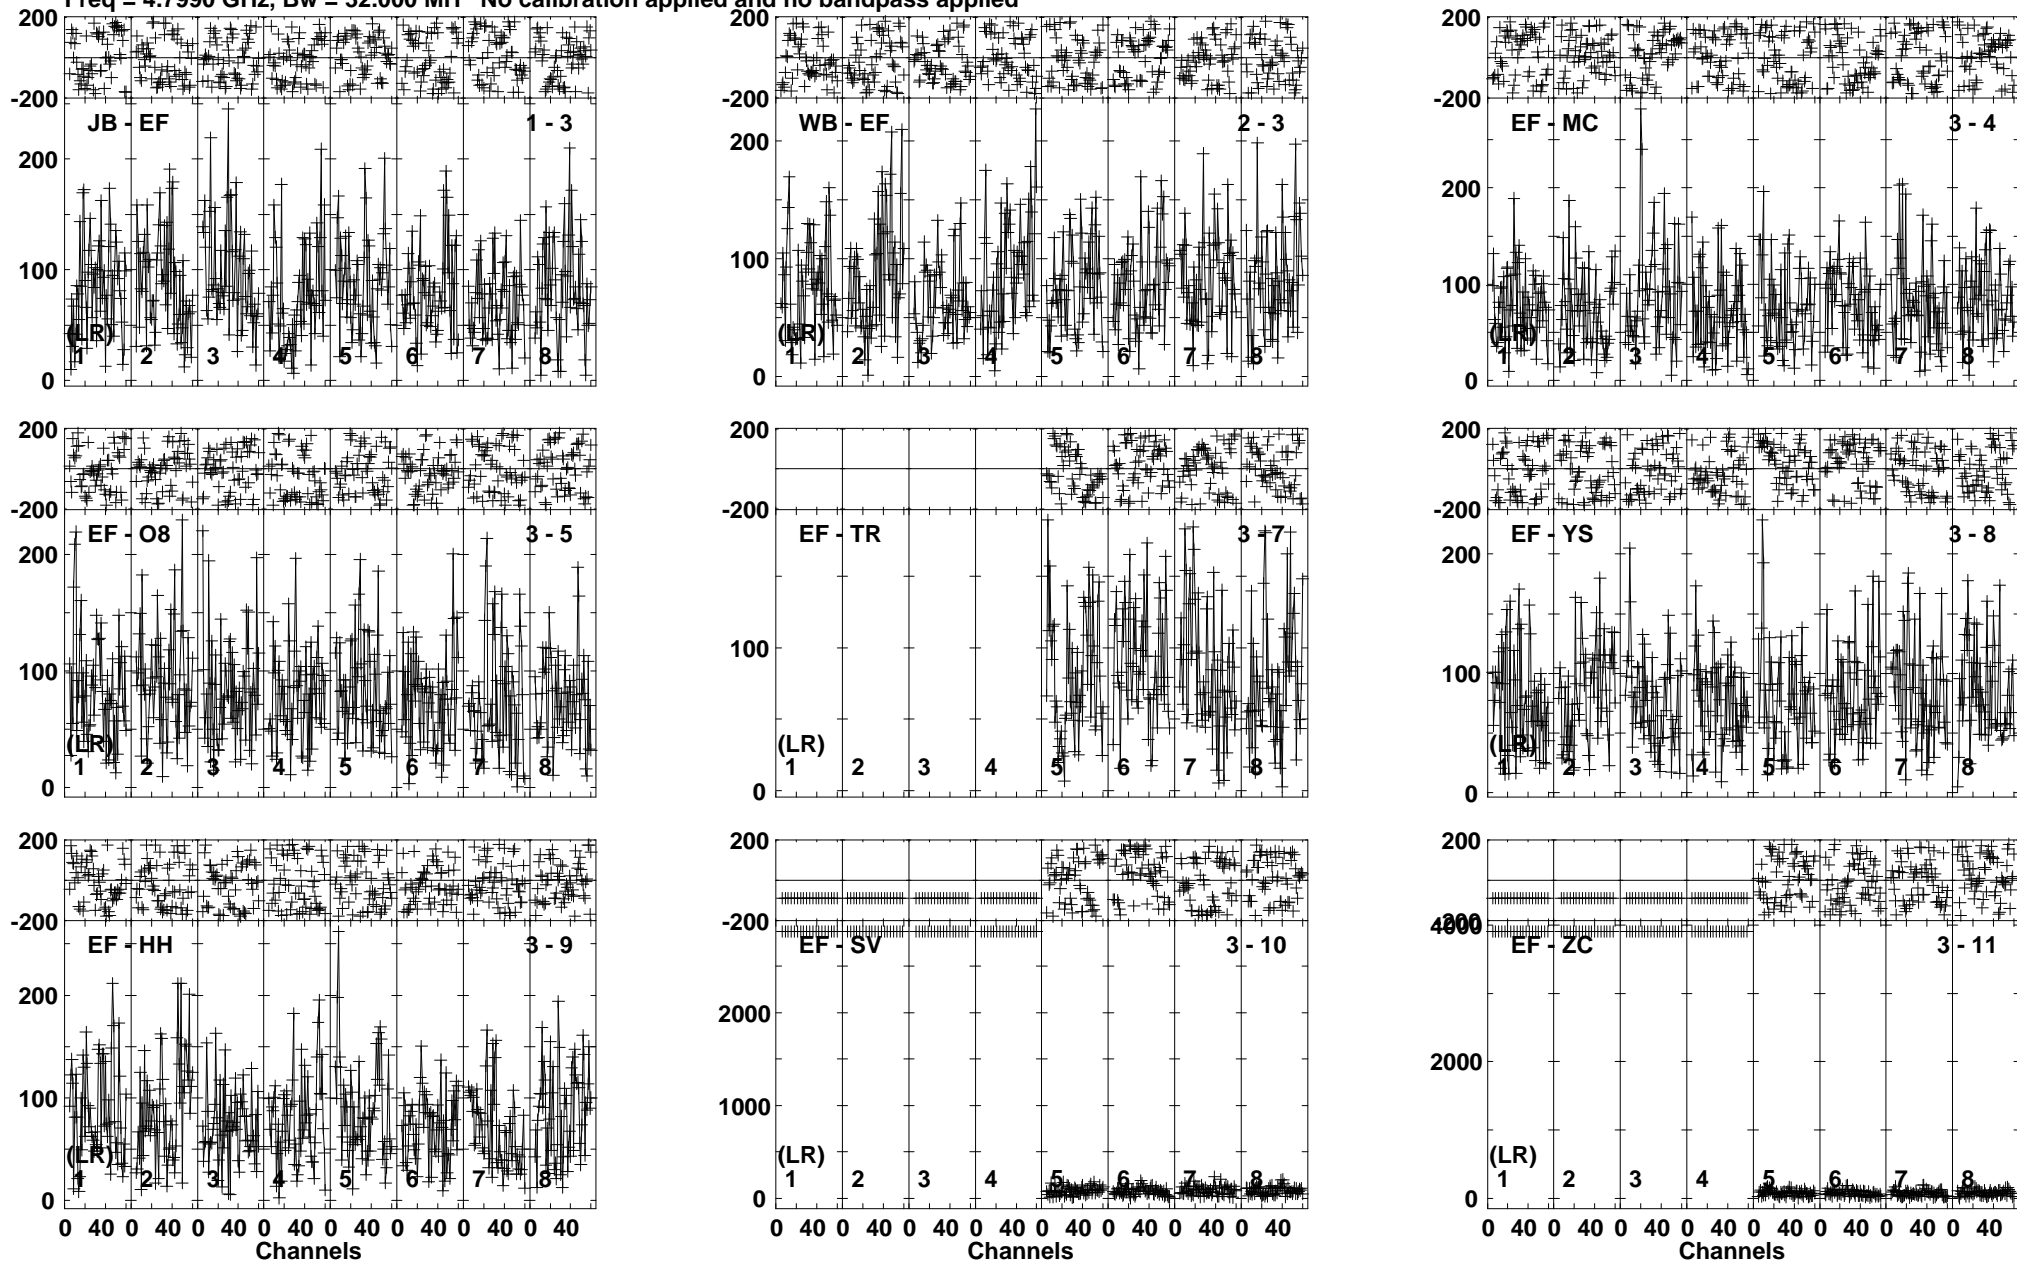 Freq = 4.7990 GHz, Bw = 32.000 MH No calibration applied and no bandpass applied
200 200 200
-200 -200 -200
JB - EF 1 - 3 WB - EF 2 - 3 EF - MC 3 - 4
200 200 200
100 100 100
(LR) (LR) (LR)
1 2 3 4 5 6 7 8 1 2 3 4 5 6 7 8 1 2 3 4 5 6 7 8
0 0 0
200 200 200
-200 -200 -200
EF - O8 3 - 5 EF - TR 3 - 7 EF - YS 3 - 8
200 200
100 100 100
(LR) (LR) (LR)
1 2 3 4 5 6 7 8 1 2 3 4 5 6 7 8 1 2 3 4 5 6 7 8
0 0 0
200 200 200
-200 -200 -200
4000
EF - HH 3 - 9 EF - SV 3 - 10 EF - ZC 3 - 11
200 2000 2000
100 1000
(LR) (LR) (LR)
1 2 3 4 5 6 7 8 1 2 3 4 5 6 7 8 1 2 3 4 5 6 7 8
0 0 0
0 40 0 40 0 40 0 40 0 40 0 40 0 40 0 40 0 40 0 40 0 40 0 40 0 40 0 40 0 40 0 40 0 40 0 40 0 40 0 40 0 40 0 40 0 40 0 40
Channels Channels Channels